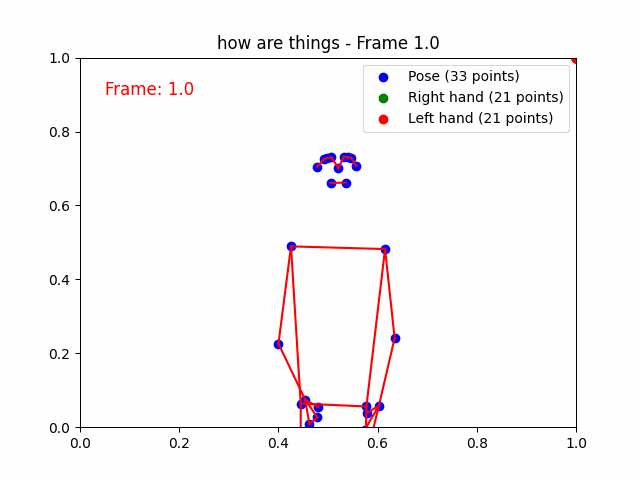 how are things - Frame 1.0
Frame: 1.0
Pose (33 points)
Right hand (21 points)
Left hand (21 points)
1.0
0.8
0.6
0.4
0.2
0.0
0.0 0.2 0.4 0.6 0.8 1.0